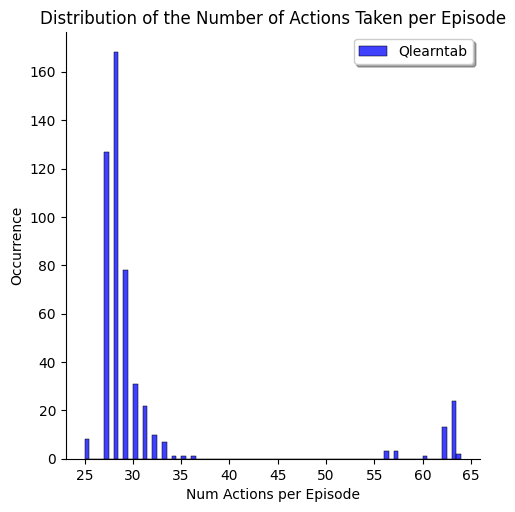 Distribution of the Number of Actions Taken per Episode
Qlearntab
160
140
120
100
80
60
40
20
0
Occurrence
25 30 35 40 45 50 55 60 65
Num Actions per Episode